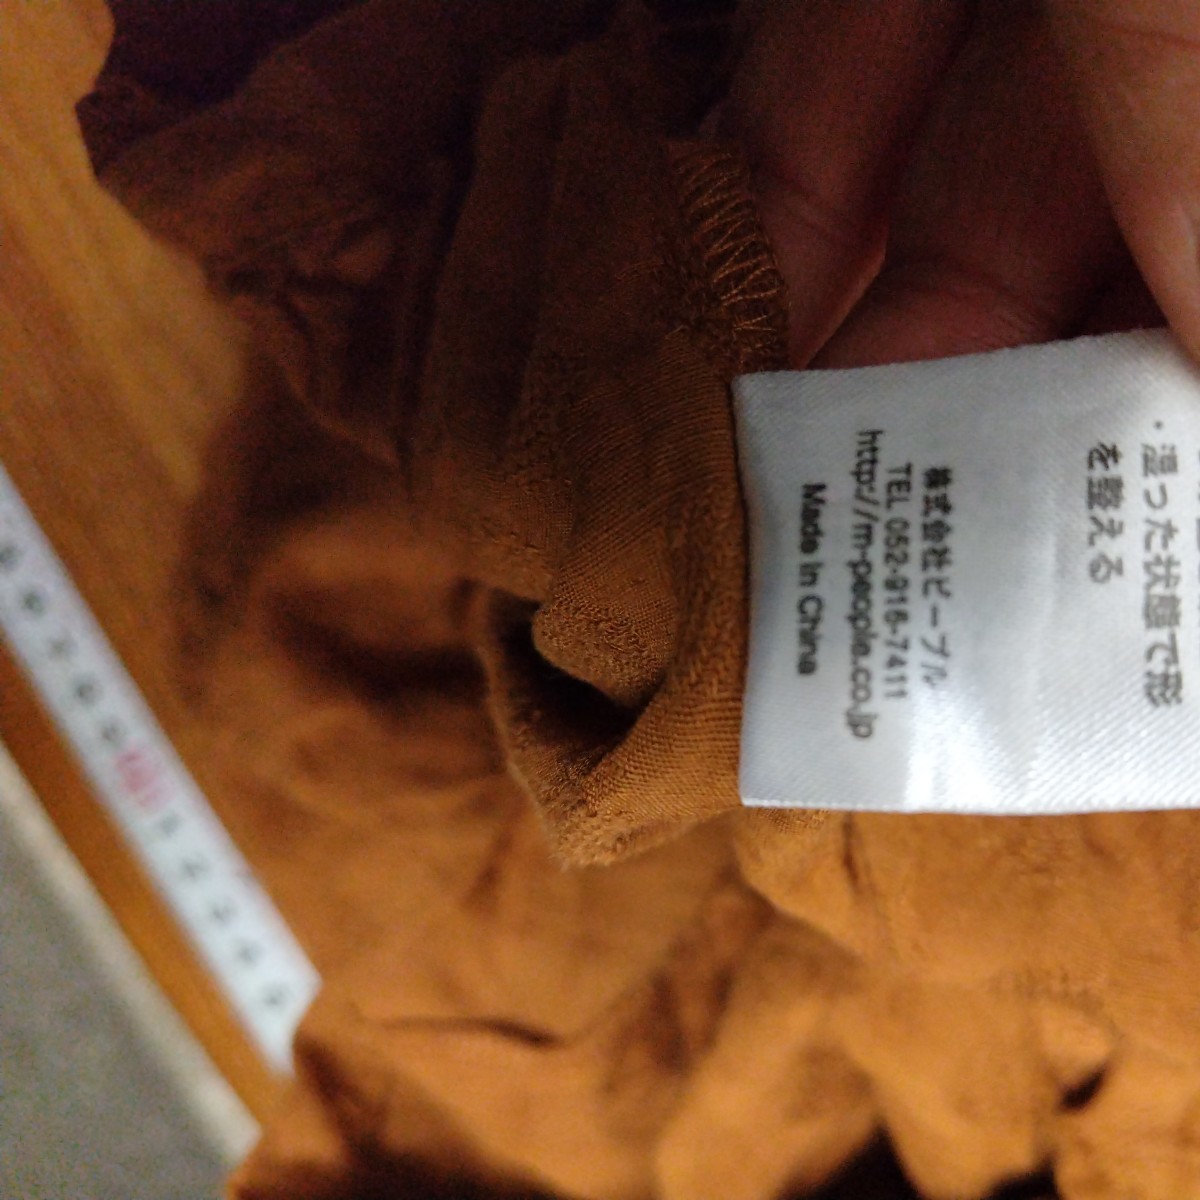 ・湿った状態で形
を整える
株式会社ピープル
TEL 052-916-7411
http://m-people.co.jp
Made In China